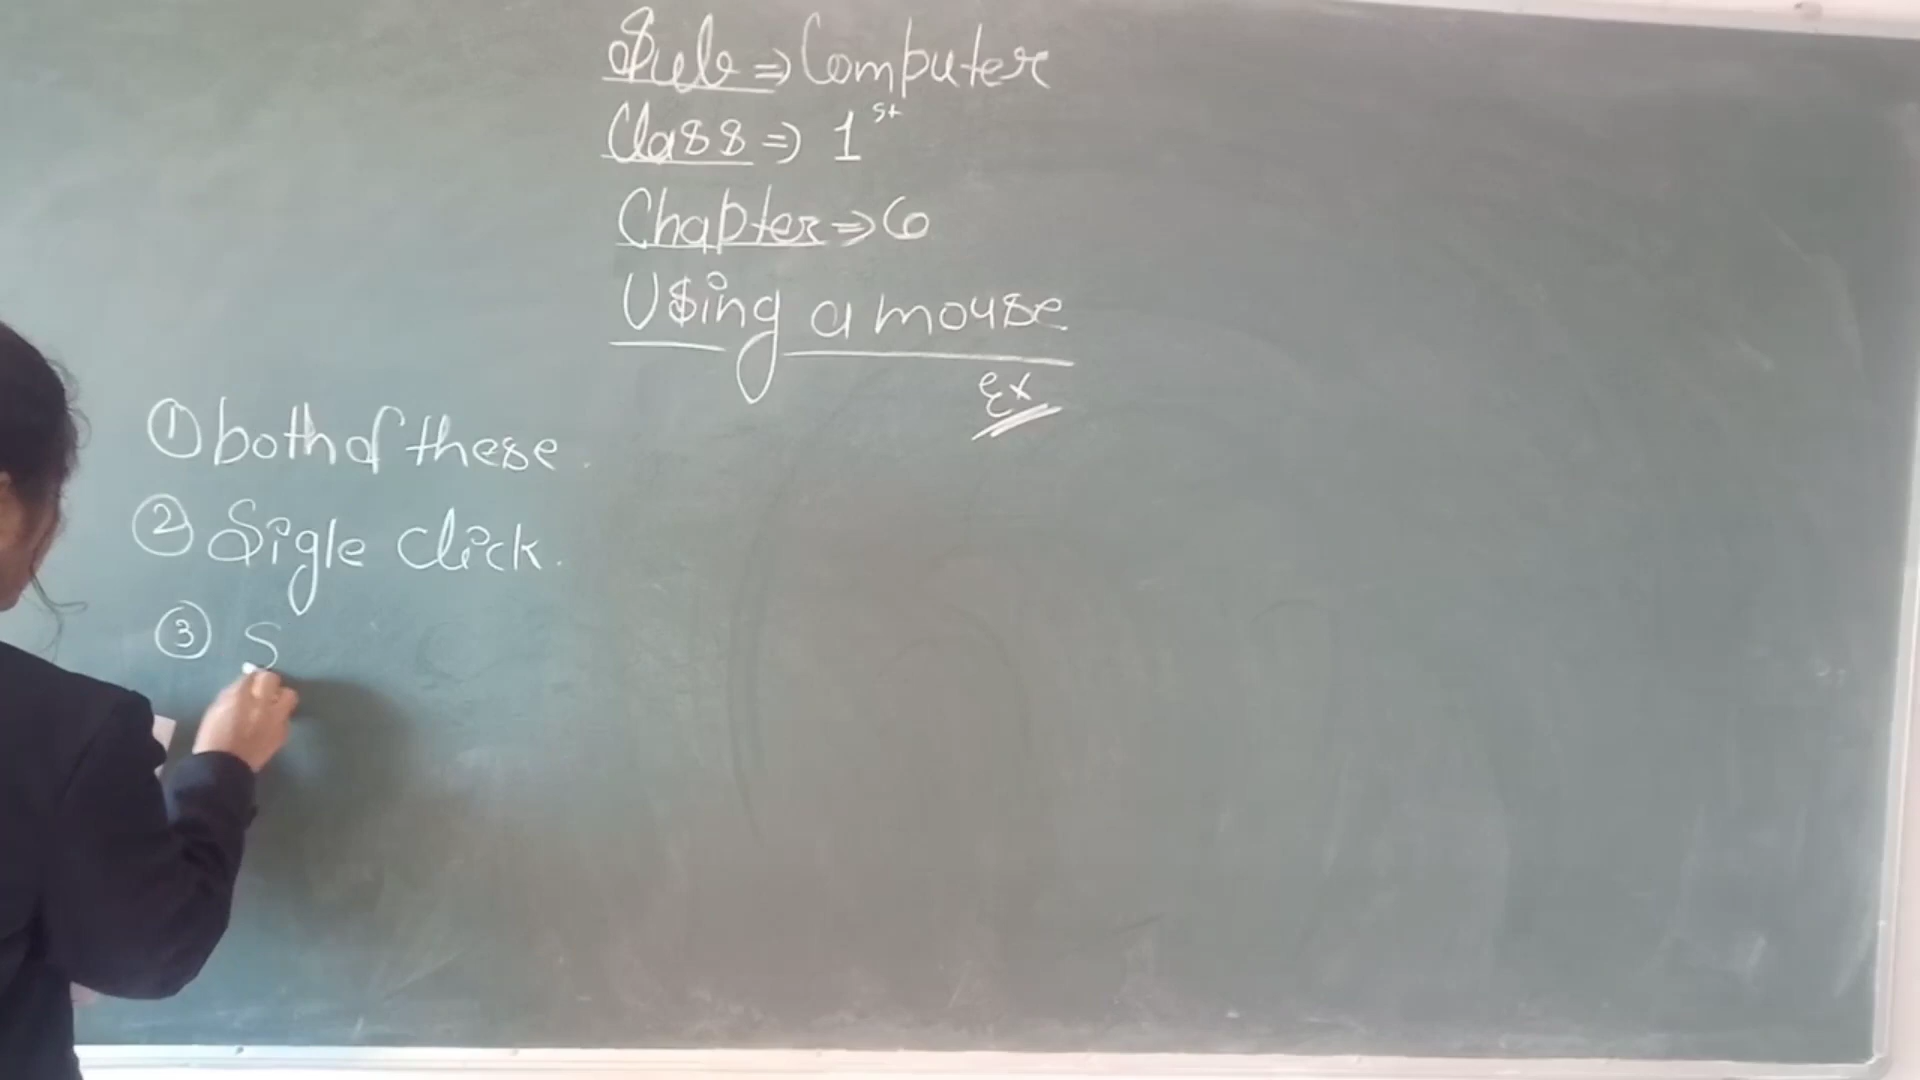 Sub => Computer
Class => 1st
Chapter => 6
Using a mouse
Ex
① both of these.
② Sigle click.
③ S